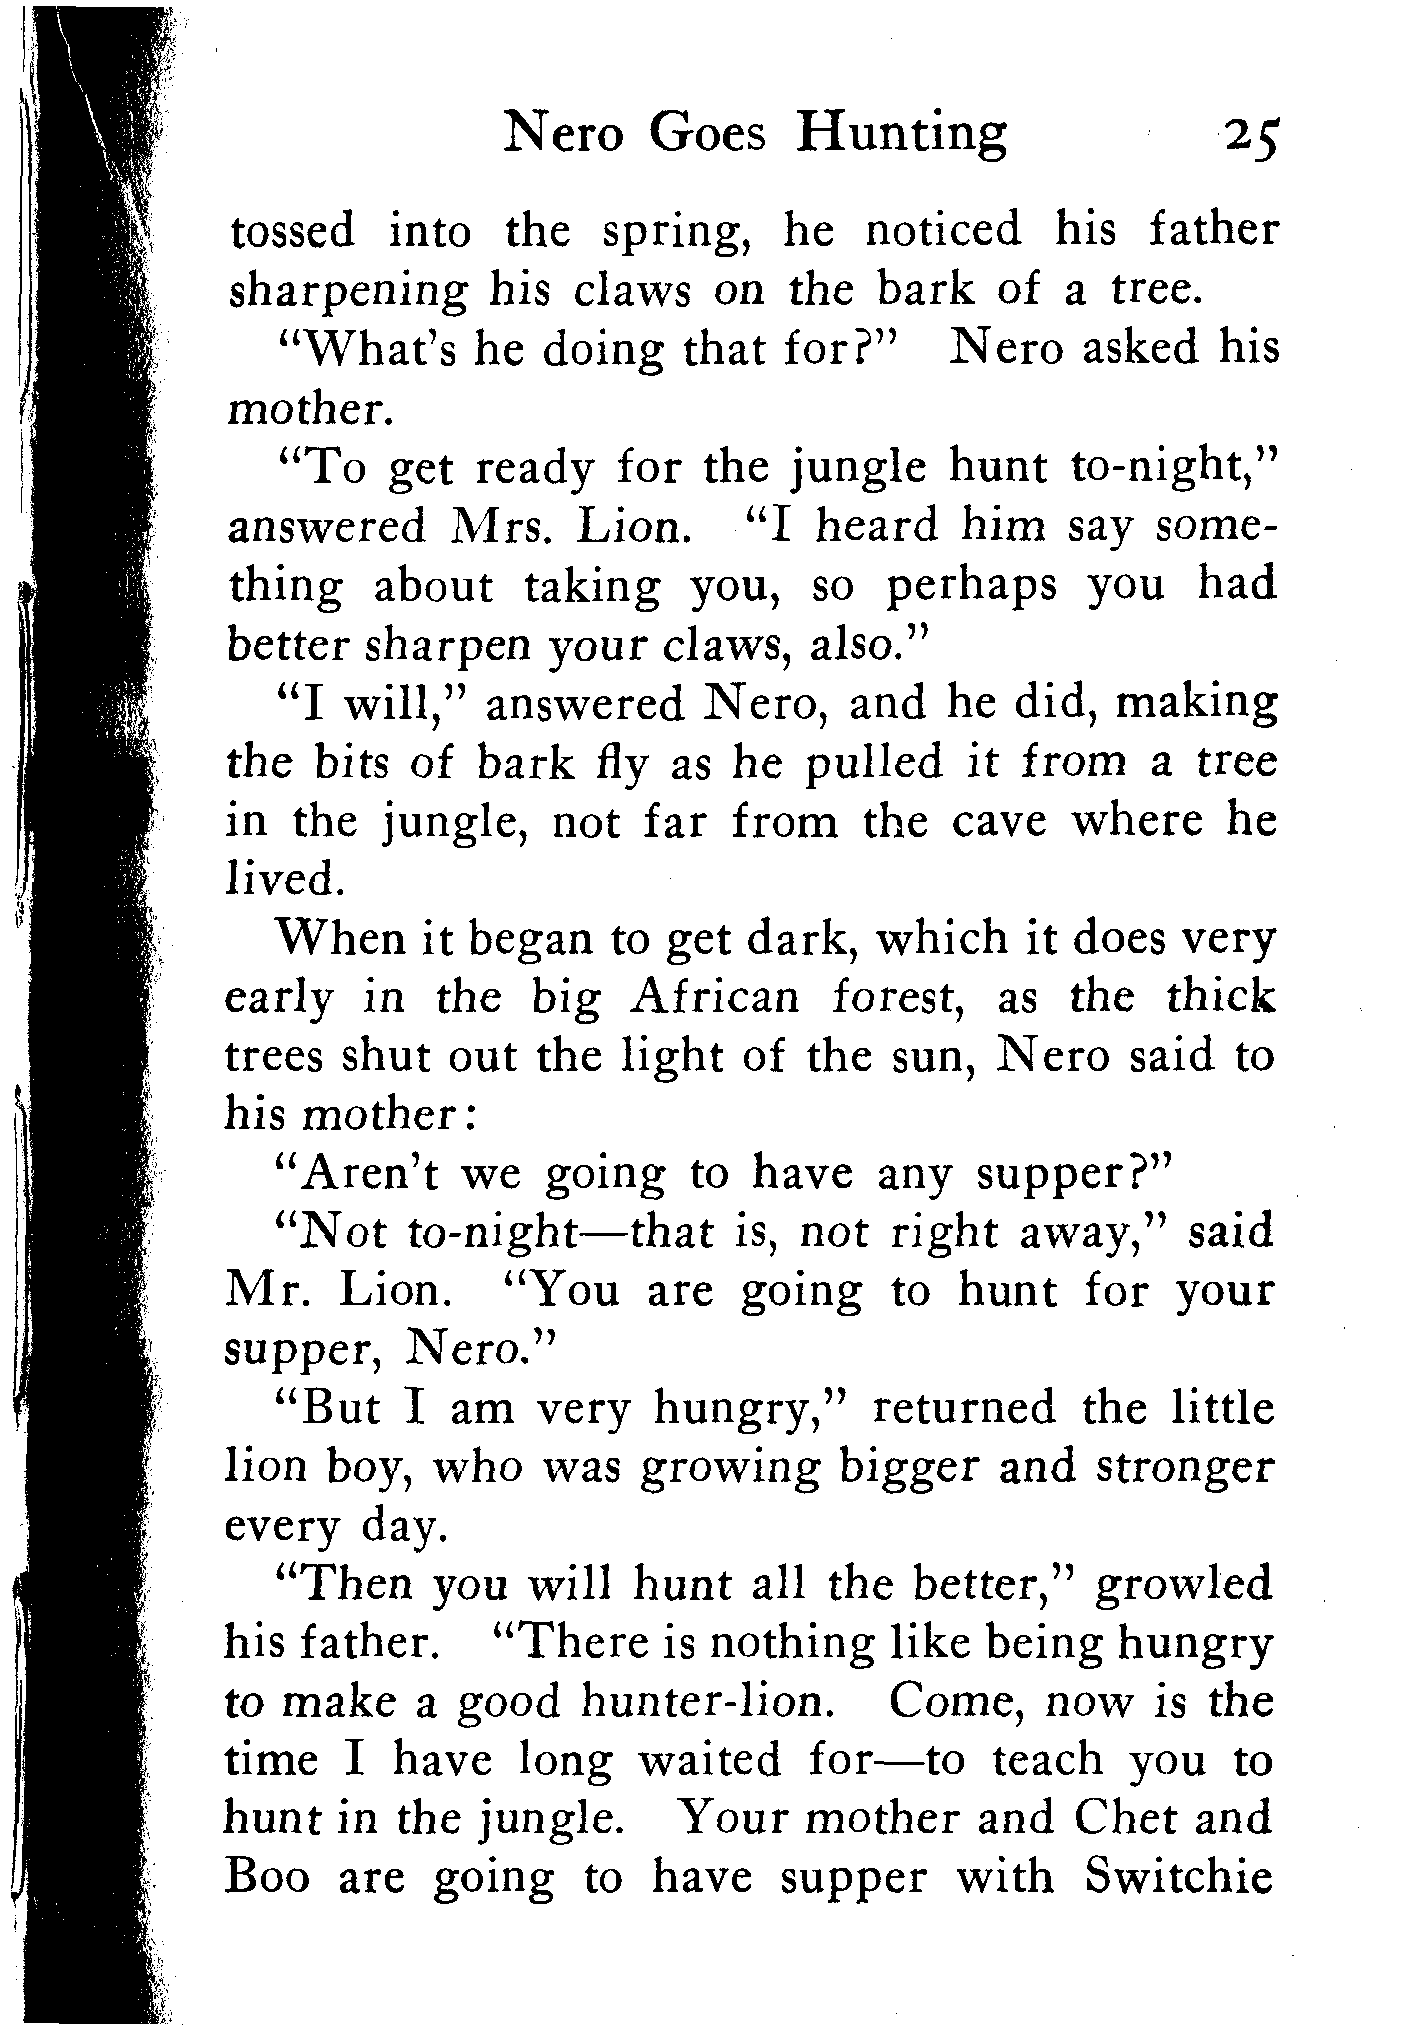 Nero Goes Hunting 25
tossed into the spring, he noticed his father
sharpening his claws on the bark of a tree.
"What's he doing that for?" Nero asked his
mother.
"To get ready for the jungle hunt to-night,"
answered Mrs. Lion. "I heard him say some-
thing about taking you, so perhaps you had
better sharpen your claws, also."
"I will," answered Nero, and he did, making
the bits of bark fly as he pulled it from a tree
in the jungle, not far from the cave where he
lived.
When it began to get dark, which it does very
early in the big African forest, as the thick
trees shut out the light of the sun, Nero said to
his mother:
"Aren't we going to have any supper?"
"Not to-night—that is, not right away," said
Mr. Lion. "You are going to hunt for your
supper, Nero."
"But I am very hungry," returned the little
lion boy, who was growing bigger and stronger
every day.
"Then you will hunt all the better," growled
his father. "There is nothing like being hungry
to make a good hunter-lion. Come, now is the
time I have long waited for—to teach you to
hunt in the jungle. Your mother and Chet and
Boo are going to have supper with Switchie